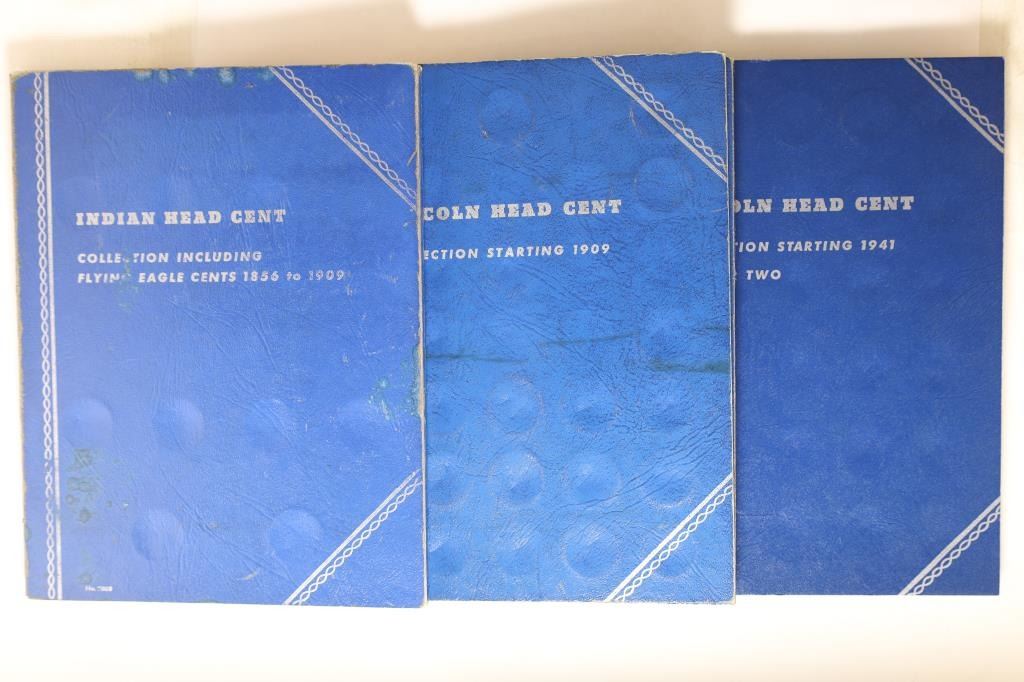 INDIAN HEAD CENT
COLLECTION INCLUDING
FLYING EAGLE CENTS 1856 to 1909
COLN HEAD CENT
ECTION STARTING 1909
OLN HEAD CENT
TION STARTING 1941
TWO